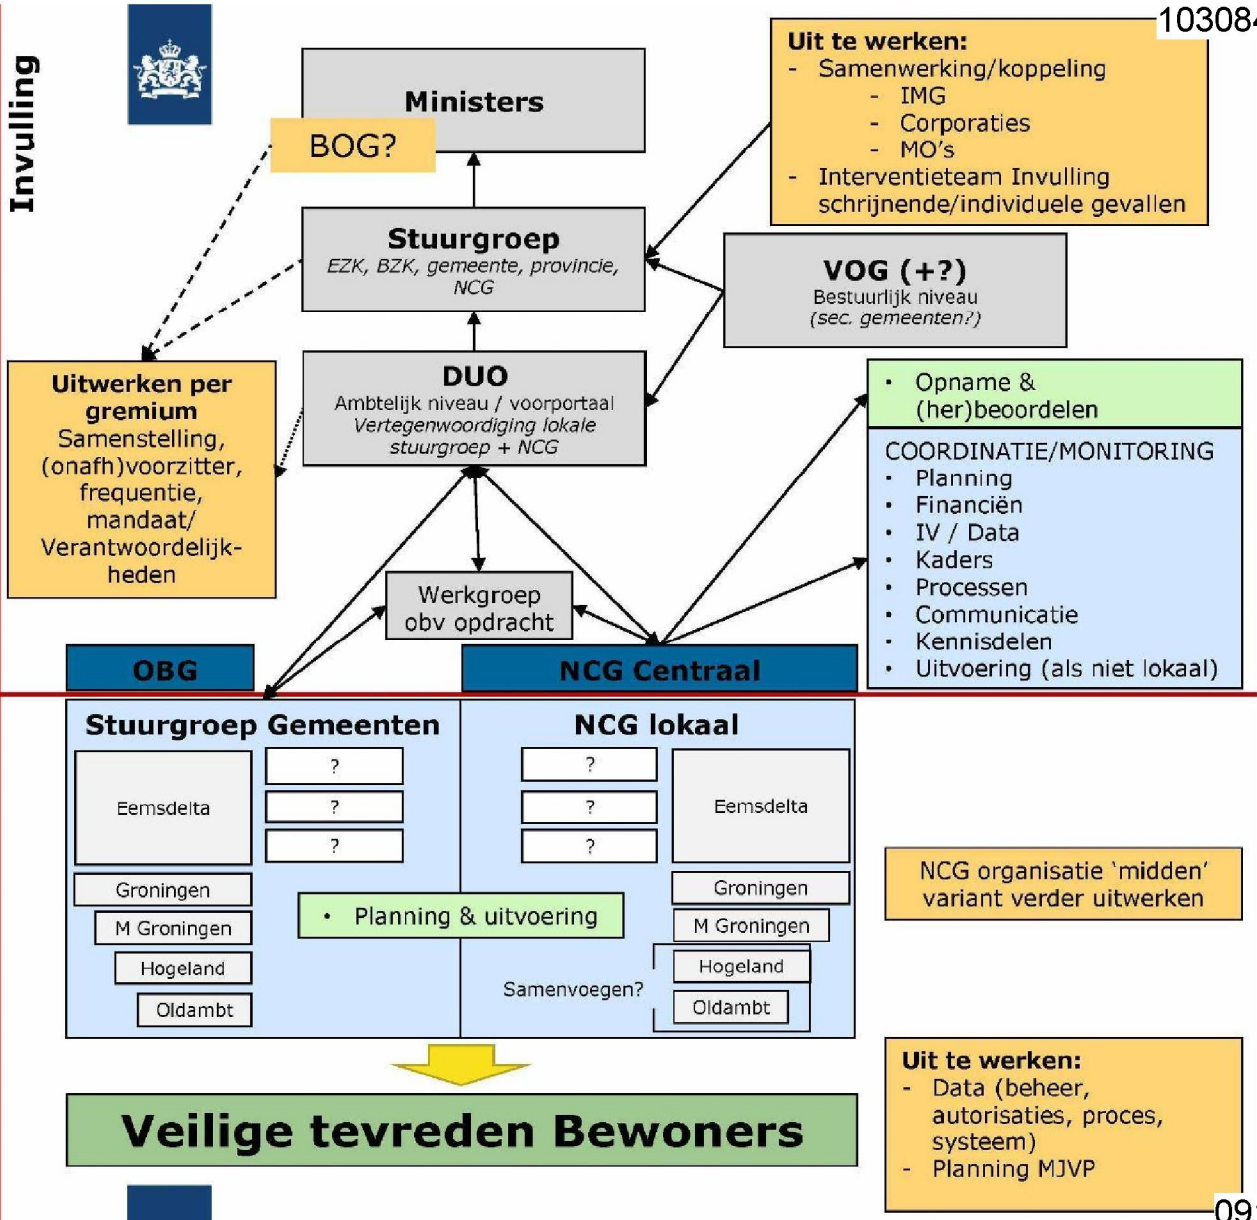 103084
Invulling
Ministers
BOG?
Uit te werken:
- Samenwerking/koppeling
- IMG
- Corporaties
- MO's
- Interventieteam Invulling
schrijnende/individuele gevallen
Stuurgroep
EZK, BZK, gemeente, provincie,
NCG
VOG (+?)
Bestuurlijk niveau
(sec. gemeenten?)
Uitwerken per
gremium
Samenstelling,
(onafh)voorzitter,
frequentie,
mandaat/
Verantwoordelijk-
heden
DUO
Ambtelijk niveau / voorportaal
Vertegenwoordiging lokale
stuurgroep + NCG
• Opname &
(her)beoordelen
COORDINATIE/MONITORING
• Planning
• Financiën
• IV / Data
• Kaders
• Processen
• Communicatie
• Kennisdelen
• Uitvoering (als niet lokaal)
Werkgroep
obv opdracht
OBG
NCG Centraal
Stuurgroep Gemeenten
Eemsdelta
?
?
?
Groningen
M Groningen
Hogeland
Oldambt
• Planning & uitvoering
NCG lokaal
?
?
?
Eemsdelta
Groningen
M Groningen
Hogeland
Samenvoegen?
Oldambt
NCG organisatie ‘midden’
variant verder uitwerken
Veilige tevreden Bewoners
Uit te werken:
- Data (beheer,
autorisaties, proces,
systeem)
- Planning MJVP
09